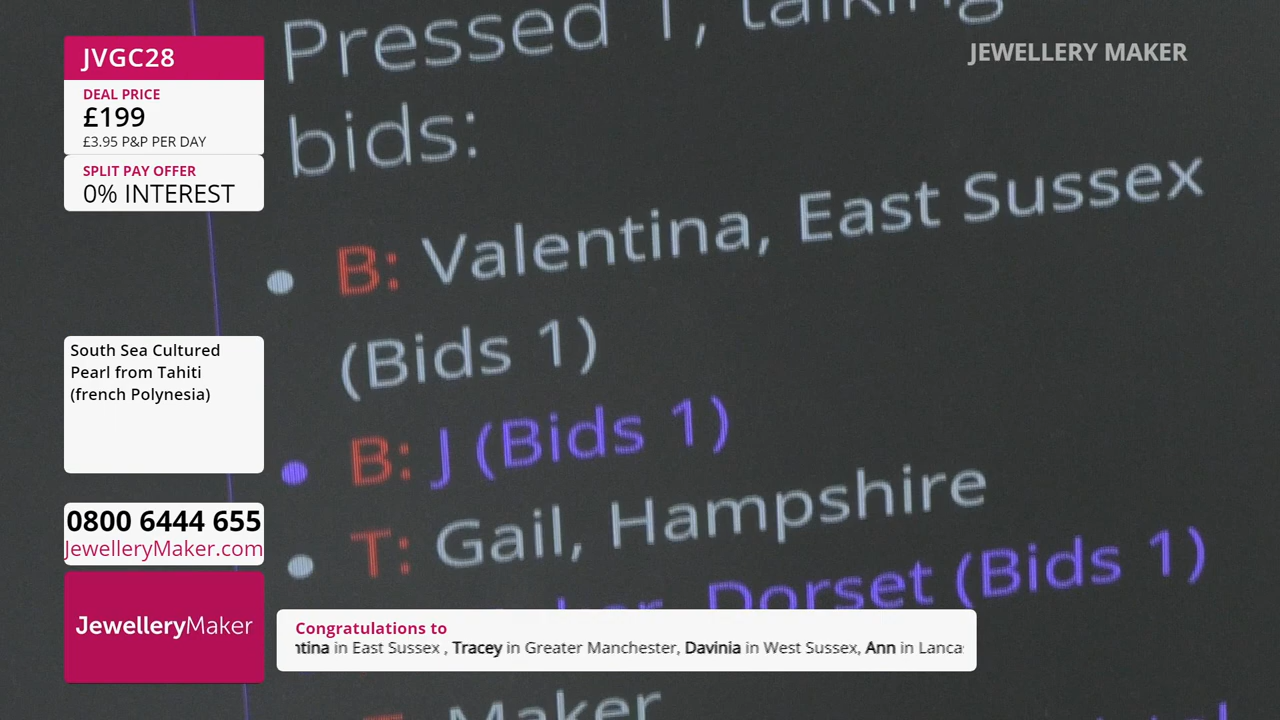 JVGC28
DEAL PRICE
£199
£3.95 P&P PER DAY
SPLIT PAY OFFER
0% INTEREST
South Sea Cultured
Pearl from Tahiti
(french Polynesia)
0800 6444 655
JewelleryMaker.com
JewelleryMaker
JEWELLERY MAKER
Pressed 1, talking
bids:
• B: Valentina, East Sussex
(Bids 1)
• B: J (Bids 1)
• T: Gail, Hampshire
Dorset (Bids 1)
Maker
Congratulations to
ntina in East Sussex , Tracey in Greater Manchester, Davinia in West Sussex, Ann in Lanca